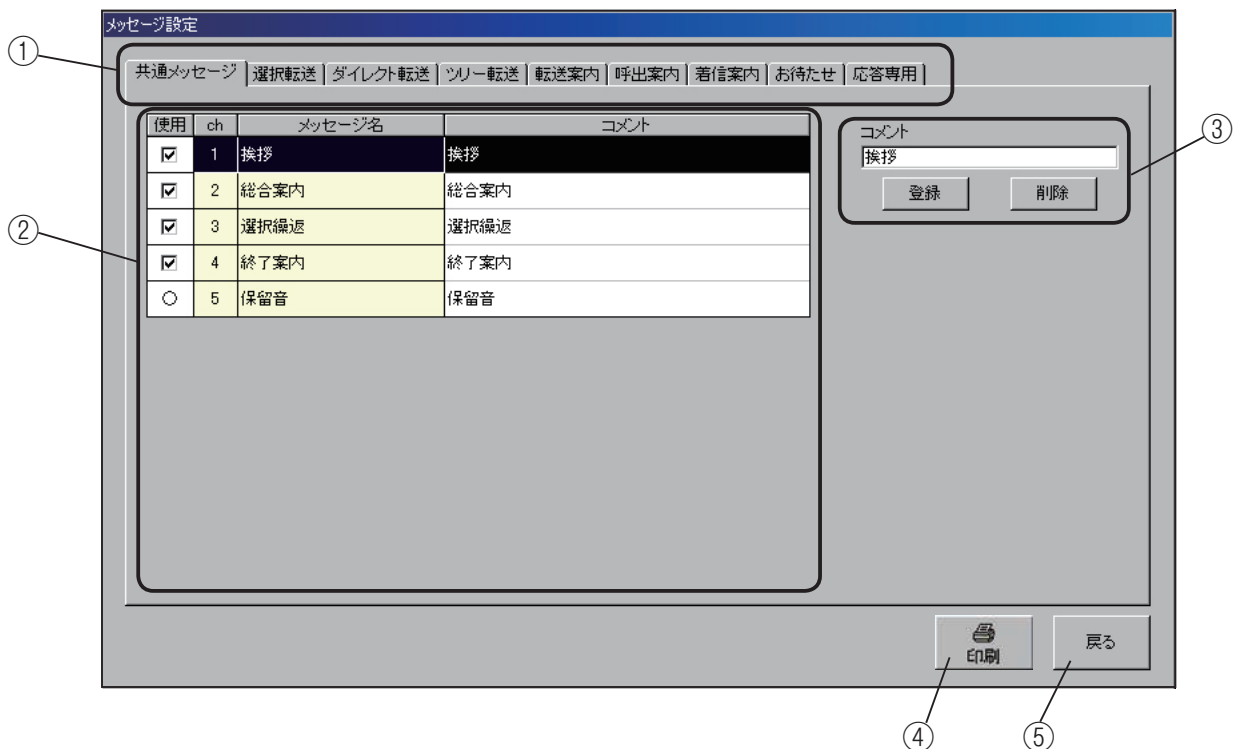 メッセージ設定
①
共通メッセージ 選択転送 ダイレクト転送 ツリー転送 転送案内 呼出案内 着信案内 お待たせ 応答専用
使用 ch メッセージ名 コメント
1 挨拶 挨拶
2 総合案内 総合案内
3 選択繰返 選択繰返
4 終了案内 終了案内
5 保留音 保留音
②
コメント
挨拶
登録 削除
③
印刷 戻る
④ ⑤